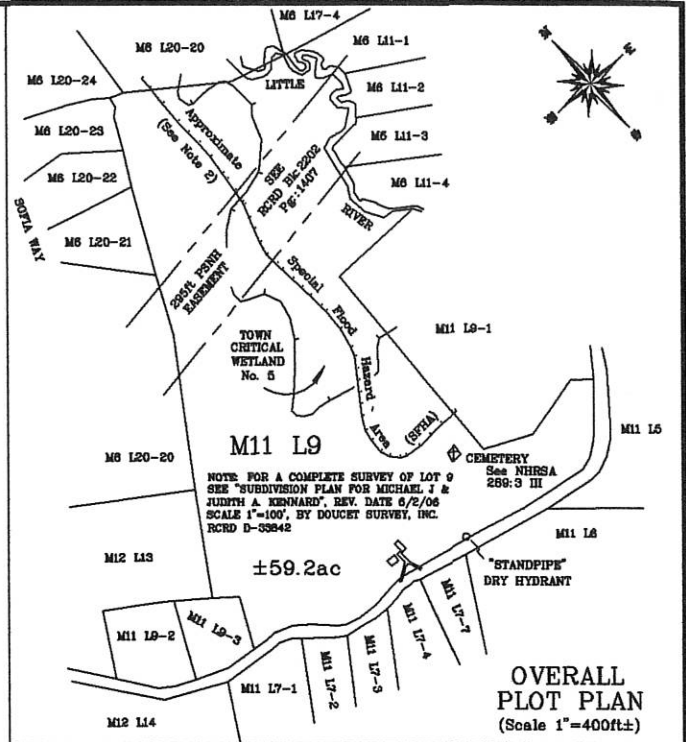 M6 L17-4
M6 L20-20
M6 L11-1
M6 L20-24
LITTLE
M6 L11-2
Approximate
(See Note 2)
M6 L20-23
M6 L11-3
SEE
RCRD Blc 2202
Pg: 1407
M6 L20-22
M6 L11-4
SOFIA WAY
RIVER
M6 L20-21
295ft PSNH
EASEMENT
Special
Flood
Hazard
Area
(SFHA)
TOWN
CRITICAL
WETLAND
No. 5
M11 L9-1
M11 L5
M11 L9
M6 L20-20
CEMETERY
See NHRSA
289:3 III
NOTE: FOR A COMPLETE SURVEY OF LOT 9
SEE "SUBDIVISION PLAN FOR MICHAEL J &
JUDITH A. KENNARD", REV. DATE 6/2/06
SCALE 1"=100', BY DOUCET SURVEY, INC.
RCRD D-33842
M11 L6
M12 L13
±59.2ac
"STANDPIPE"
DRY HYDRANT
M11 L9-2
M11 L9-3
M11 L7-7
M11 L7-4
M11 L7-3
M11 L7-2
M11 L7-1
M12 L14
OVERALL
PLOT PLAN
(Scale 1"=400ft±)